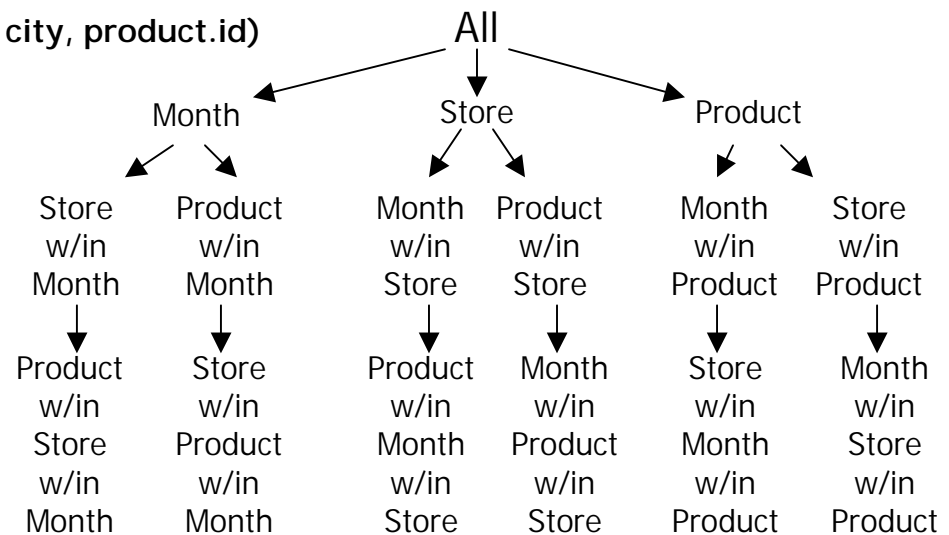 city, product.id)
All
Month Store Product
Store Product Month Product Month Store
w/in w/in w/in w/in w/in w/in
Month Month Store Store Product Product
Product Store Product Month Store Month
w/in w/in w/in w/in w/in w/in
Store Product Month Product Month Store
w/in w/in w/in w/in w/in w/in
Month Month Store Store Product Product